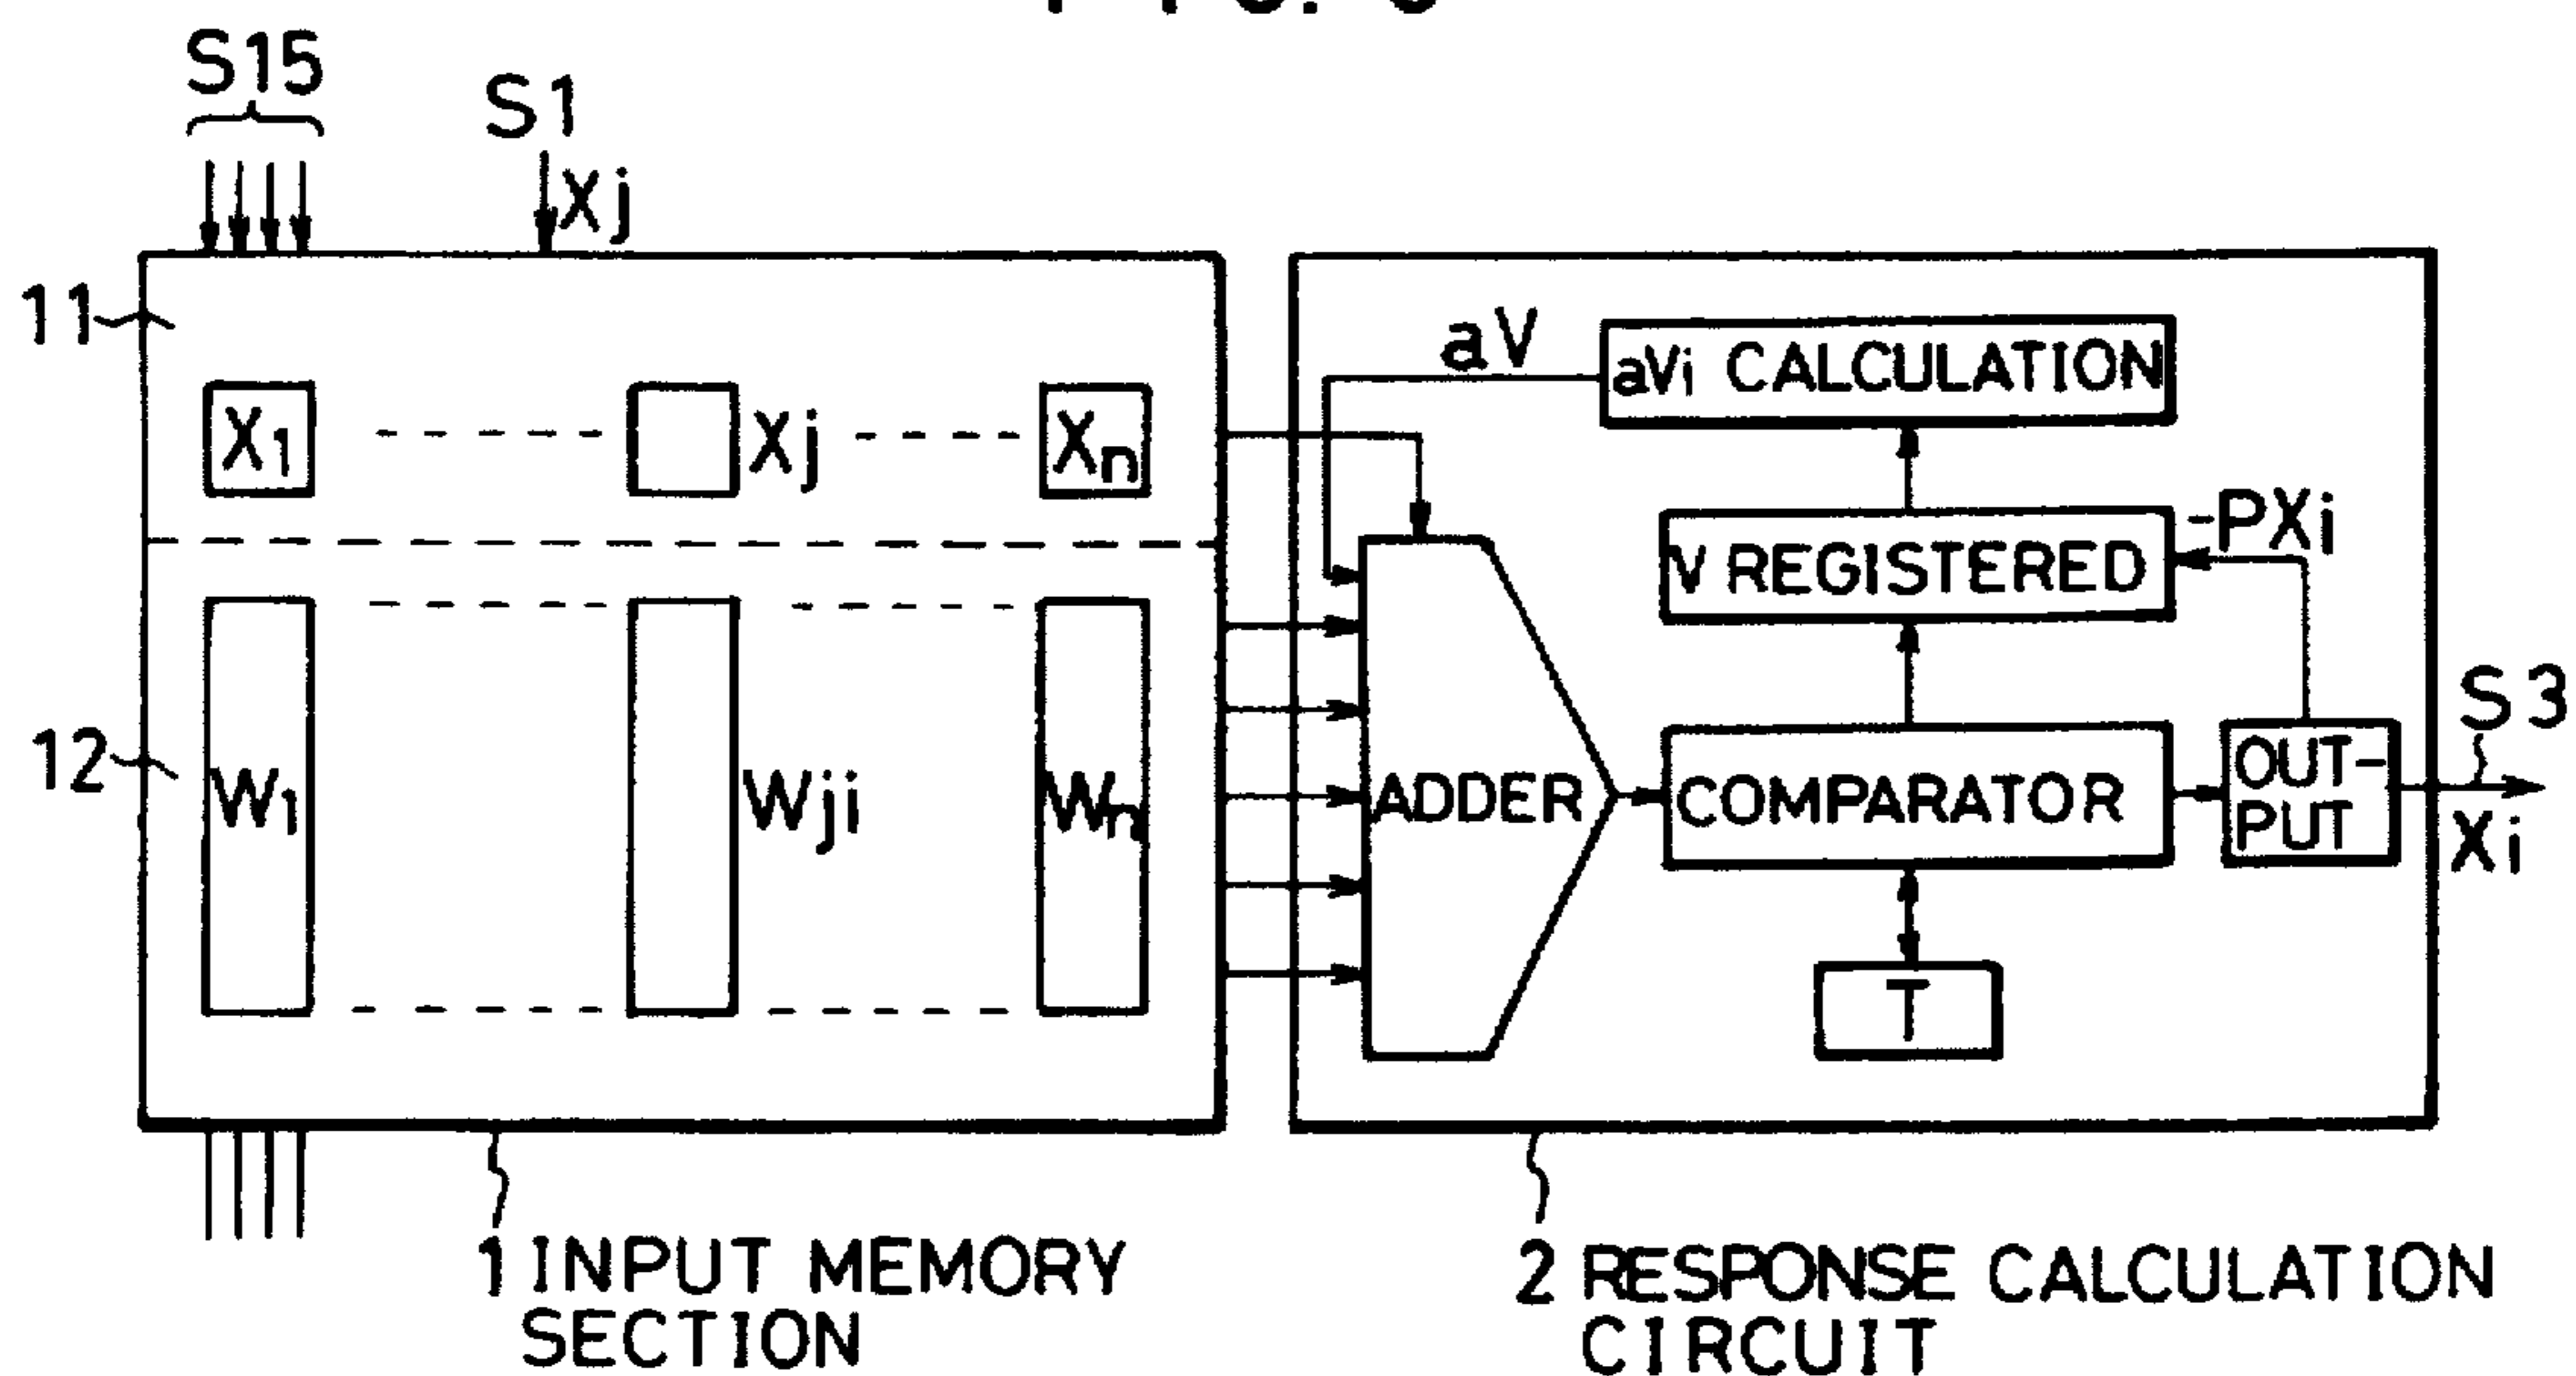 S15
S1
Xj
11
X1
Xj
Xn
12
W1
Wji
Wn
1 INPUT MEMORY
SECTION
aV
aVi CALCULATION
-PXi
V REGISTERED
ADDER
COMPARATOR
OUT-
PUT
S3
Xi
T
2 RESPONSE CALCULATION
CIRCUIT